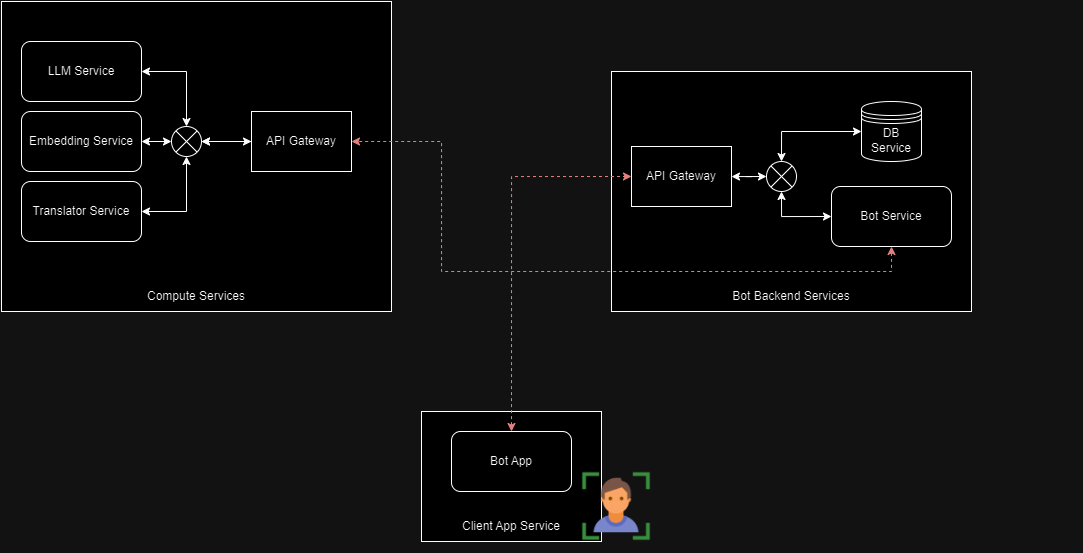 LLM Service
Embedding Service
Translator Service
API Gateway
Compute Services
API Gateway
DB
Service
Bot Service
Bot Backend Services
Bot App
Client App Service